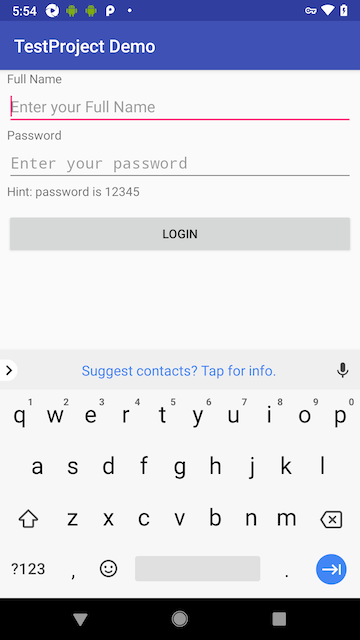 5:54
TestProject Demo
Full Name
Enter your Full Name
Password
Enter your password
Hint: password is 12345
LOGIN
Suggest contacts? Tap for info.
1 2 3 4 5 6 7 8 9 0
q w e r t y u i o p
a s d f g h j k l
z x c v b n m
?123 , .